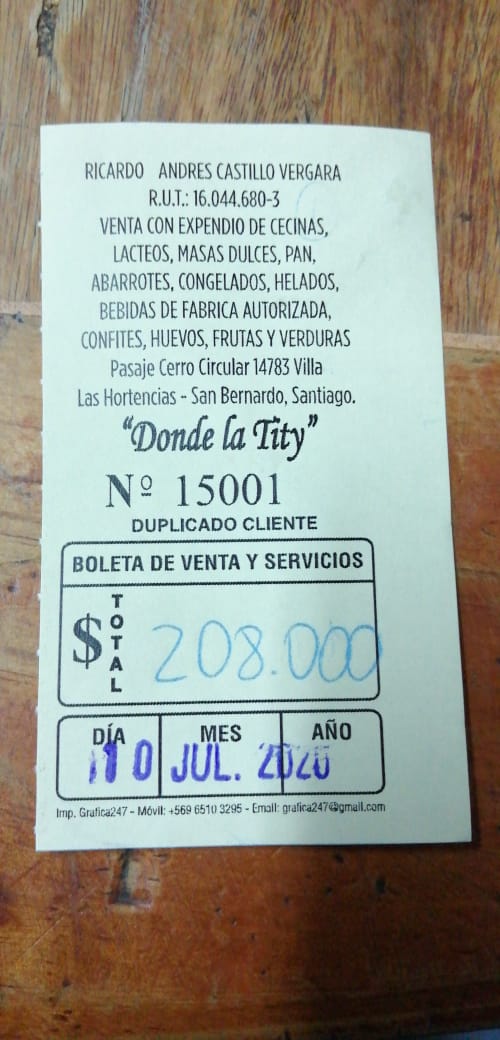 RICARDO ANDRES CASTILLO VERGARA
R.U.T.: 16.044.680-3
VENTA CON EXPENDIO DE CECINAS,
LACTEOS, MASAS DULCES, PAN,
ABARROTES, CONGELADOS, HELADOS,
BEBIDAS DE FABRICA AUTORIZADA,
CONFITES, HUEVOS, FRUTAS Y VERDURAS
Pasaje Cerro Circular 14783 Villa
Las Hortencias - San Bernardo, Santiago.
"Donde la Tity"
Nº 15001
DUPLICADO CLIENTE
BOLETA DE VENTA Y SERVICIOS
$ TOTAL 208.000
DÍA MES AÑO
10 JUL. 2020
Imp. Grafica247 - Móvil: +569 6510 3295 - Email: grafica247@gmail.com